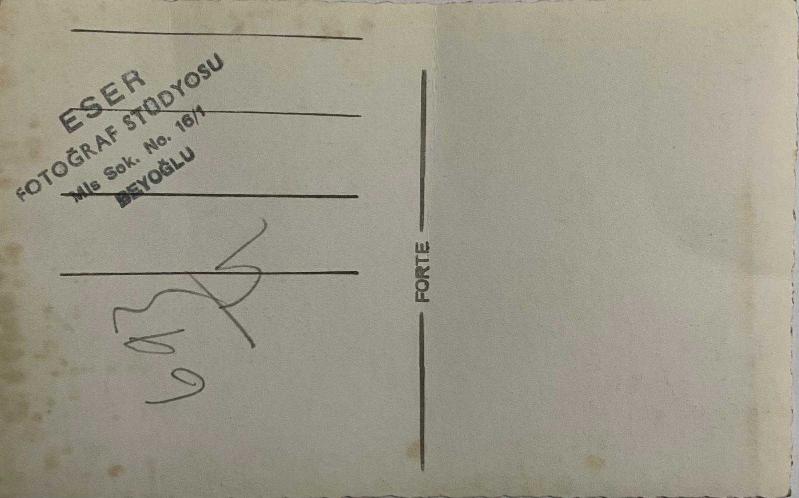 ESER
FOTOĞRAF STÜDYOSU
Mis Sok. No. 16/1
BEYOĞLU
FORTE